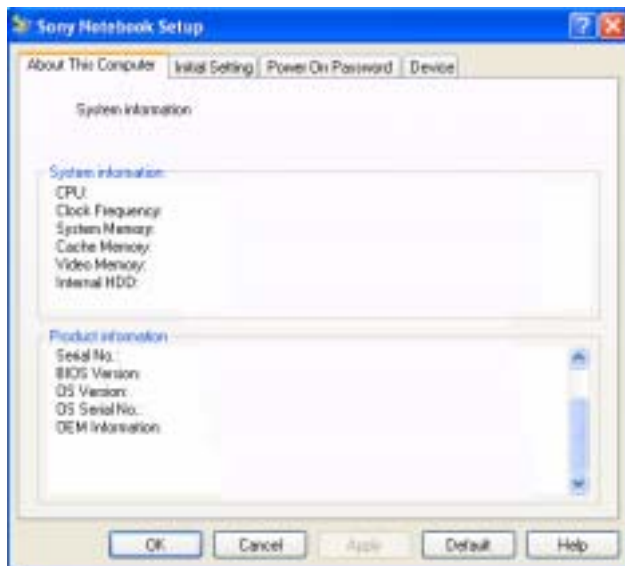 Sony Notebook Setup
About This Computer Initial Setting Power On Password Device
System information
System information
CPU:
Clock Frequency:
System Memory:
Cache Memory:
Video Memory:
Internal HDD:
Product information
Serial No.:
BIOS Version:
OS Version:
OS Serial No.:
OEM Information
OK Cancel Apply Default Help